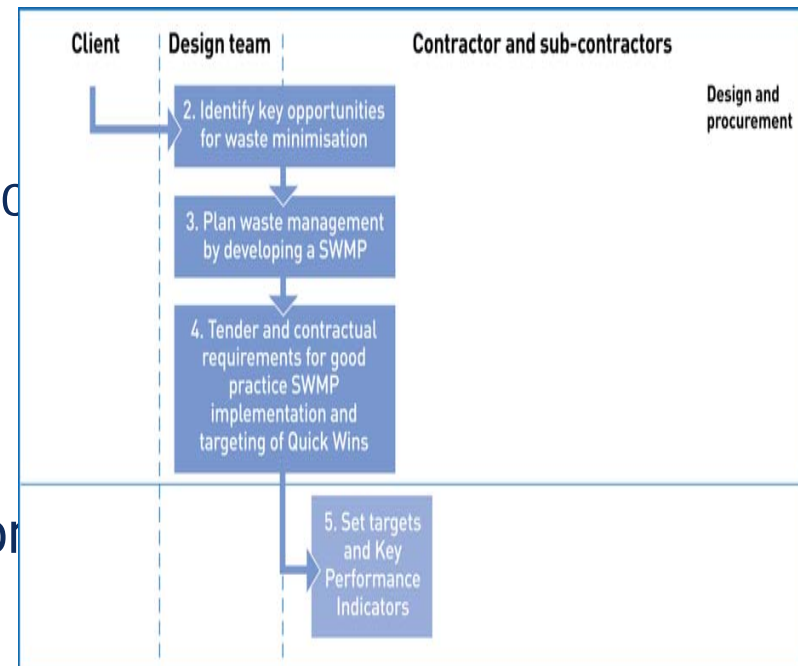 Client
Design team
Contractor and sub-contractors
Design and
procurement
2. Identify key opportunities
for waste minimisation
3. Plan waste management
by developing a SWMP
4. Tender and contractual
requirements for good
practice SWMP
implementation and
targeting of Quick Wins
5. Set targets
and Key
Performance
Indicators